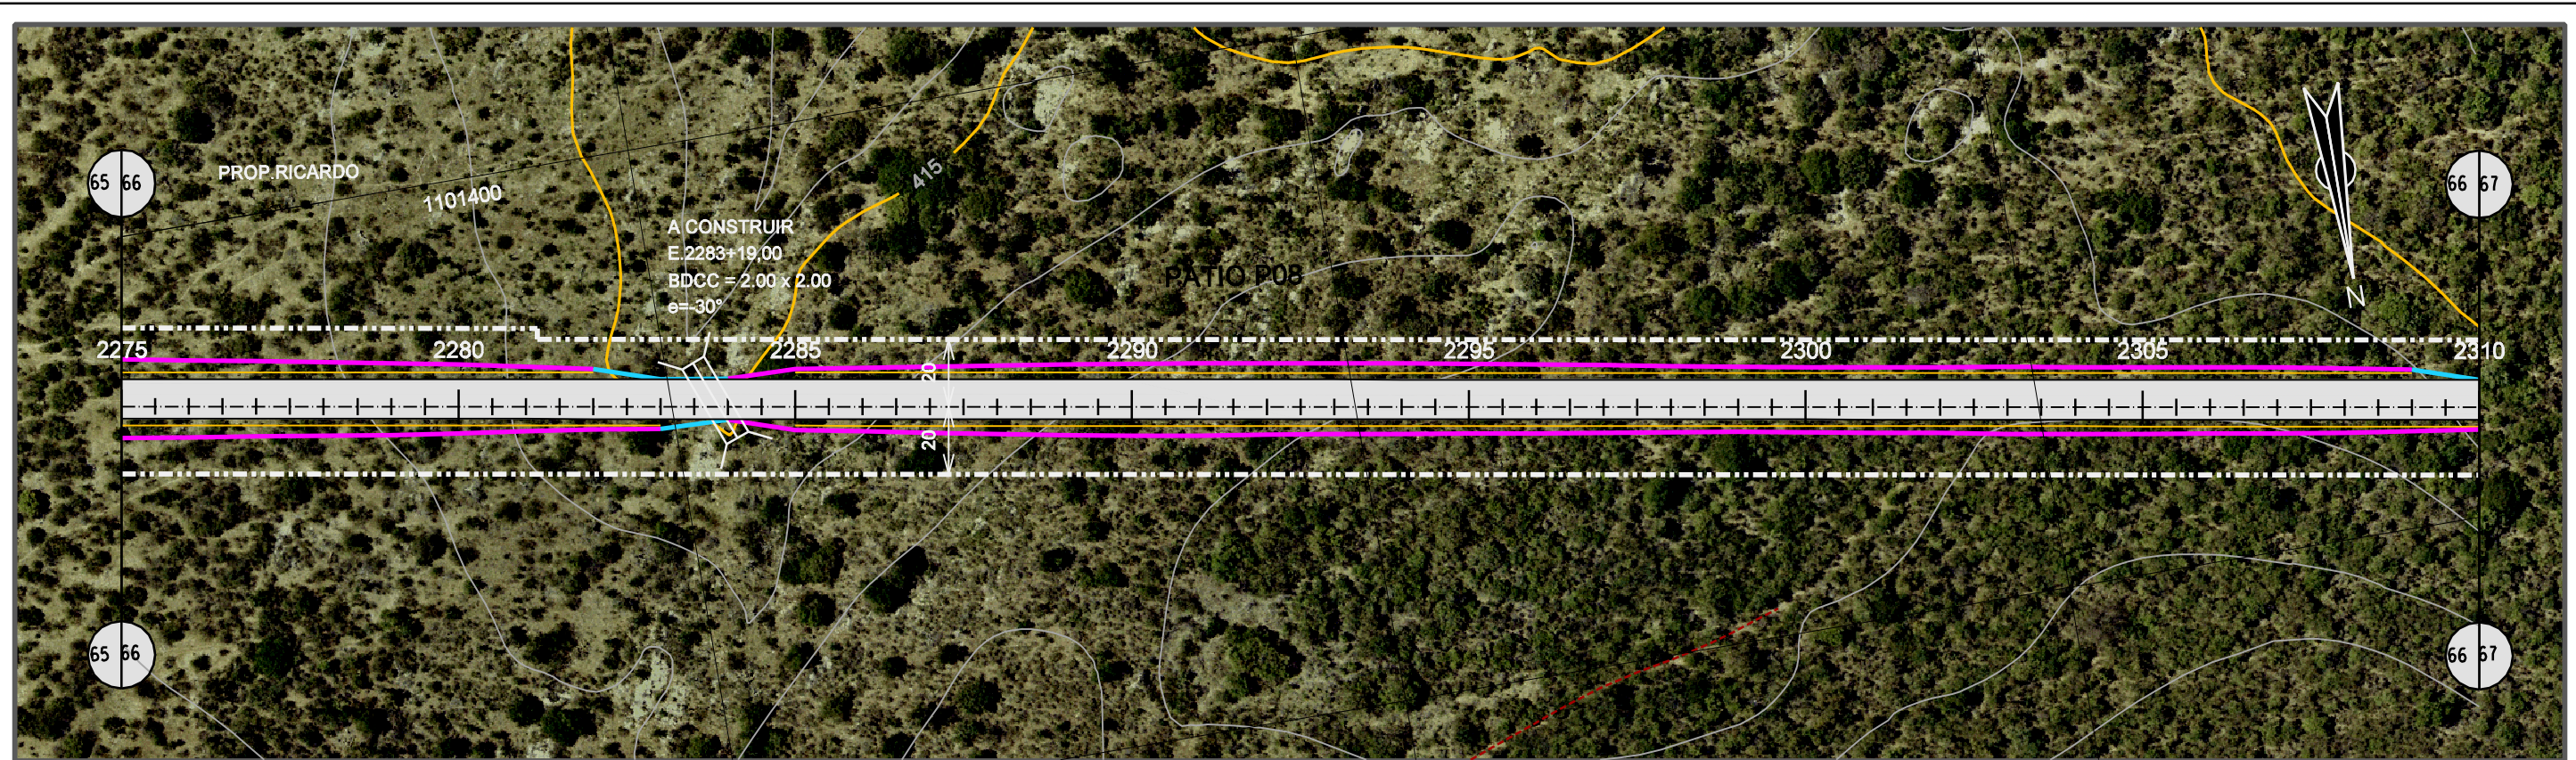 65 66
PROP.RICARDO
1101400
415
A CONSTRUIR
E.2283+19,00
BDCC = 2.00 x 2.00
e=-30°
PATIO P08
66 67
N
2275
2280
2285
2290
2295
2300
2305
2310
20
20
65 66
66 67